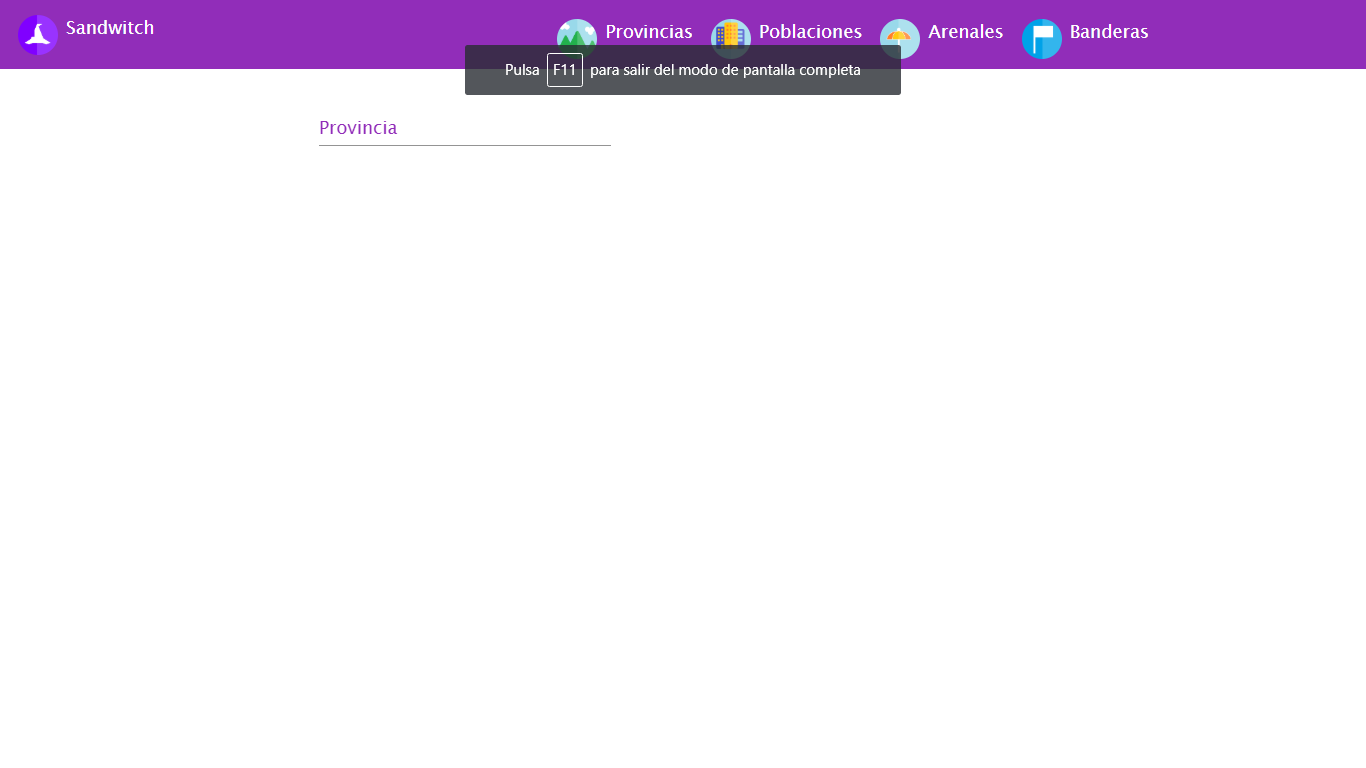 Sandwitch
Provincias
Poblaciones
Arenales
Banderas
Pulsa F11 para salir del modo de pantalla completa
Provincia